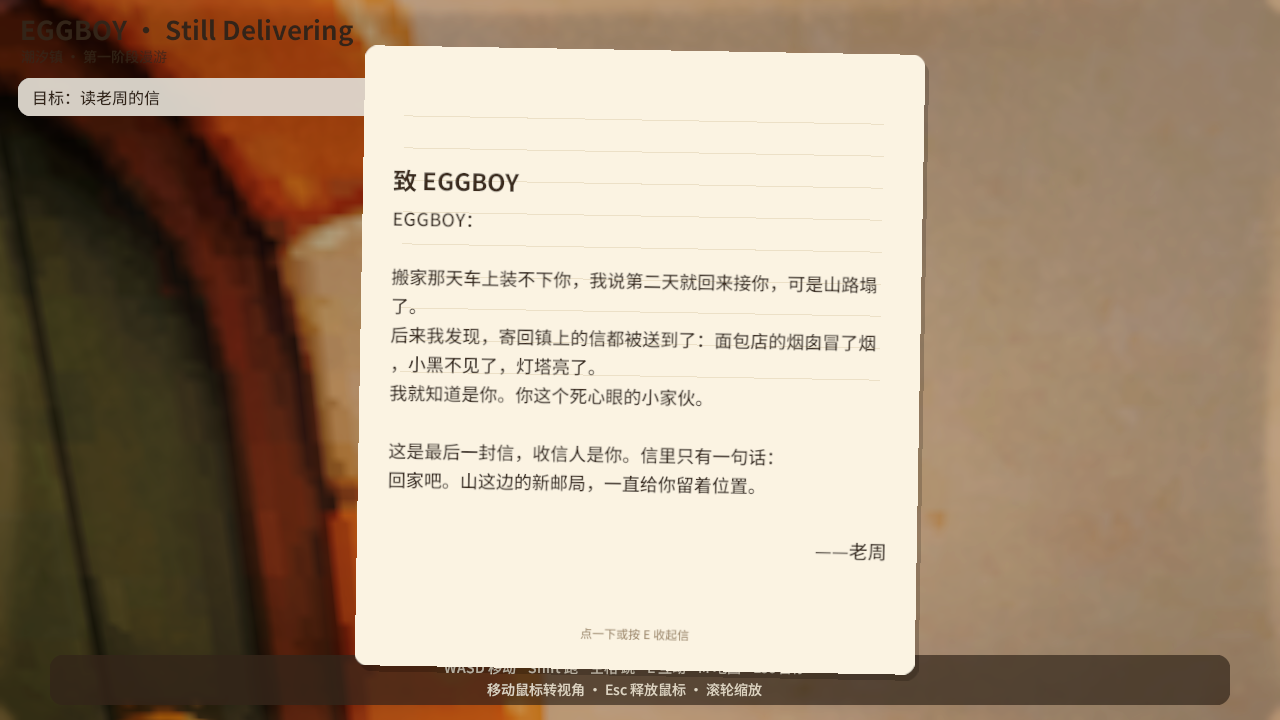 EGGBOY · Still Delivering
目标：读老周的信
致 EGGBOY
EGGBOY：
搬家那天车上装不下你，我说第二天就回来接你，可是山路塌
了。
后来我发现，寄回镇上的信都被送到了：面包店的烟囱冒了烟
，小黑不见了，灯塔亮了。
我就知道是你。你这个死心眼的小家伙。
这是最后一封信，收信人是你。信里只有一句话：
回家吧。山这边的新邮局，一直给你留着位置。
——老周
点一下或按 E 收起信
移动鼠标转视角 · Esc 释放鼠标 · 滚轮缩放